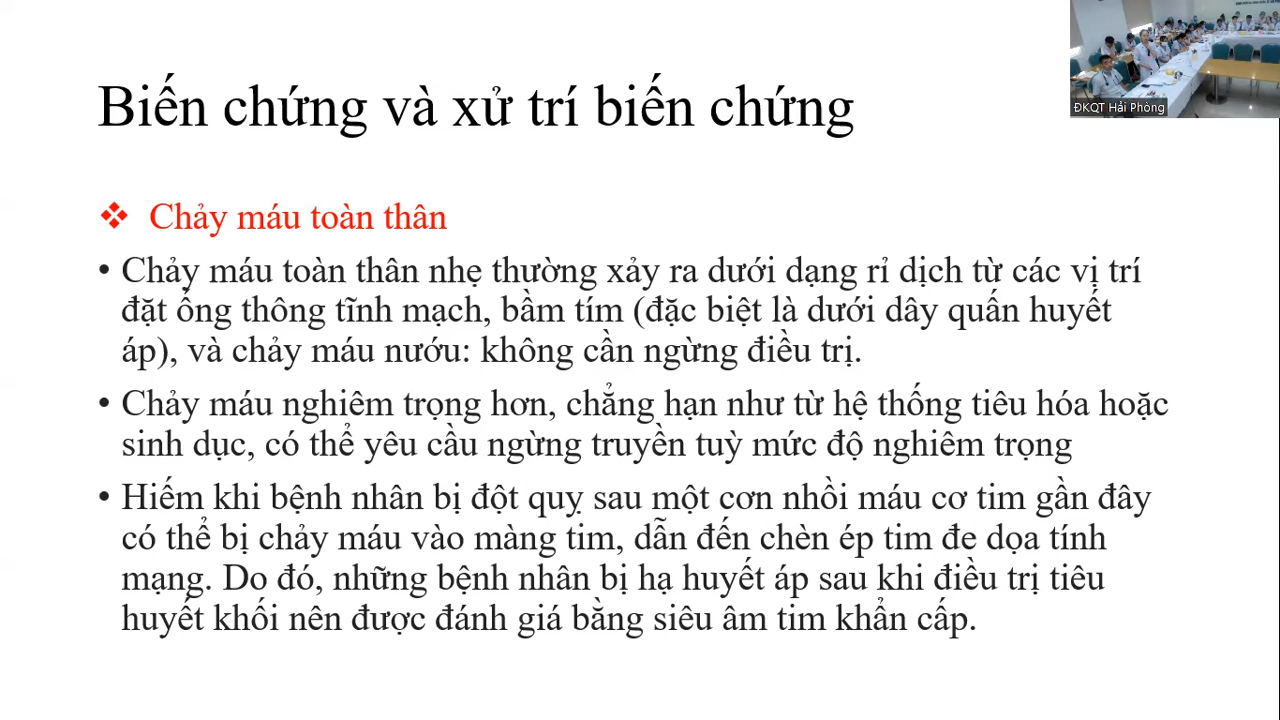 Biến chứng và xử trí biến chứng
ĐKQT Hải Phòng
❖ Chảy máu toàn thân
• Chảy máu toàn thân nhẹ thường xảy ra dưới dạng rỉ dịch từ các vị trí
đặt ống thông tĩnh mạch, bầm tím (đặc biệt là dưới dây quấn huyết
áp), và chảy máu nướu: không cần ngừng điều trị.
• Chảy máu nghiêm trọng hơn, chẳng hạn như từ hệ thống tiêu hóa hoặc
sinh dục, có thể yêu cầu ngừng truyền tuỳ mức độ nghiêm trọng
• Hiếm khi bệnh nhân bị đột quỵ sau một cơn nhồi máu cơ tim gần đây
có thể bị chảy máu vào màng tim, dẫn đến chèn ép tim đe dọa tính
mạng. Do đó, những bệnh nhân bị hạ huyết áp sau khi điều trị tiêu
huyết khối nên được đánh giá bằng siêu âm tim khẩn cấp.